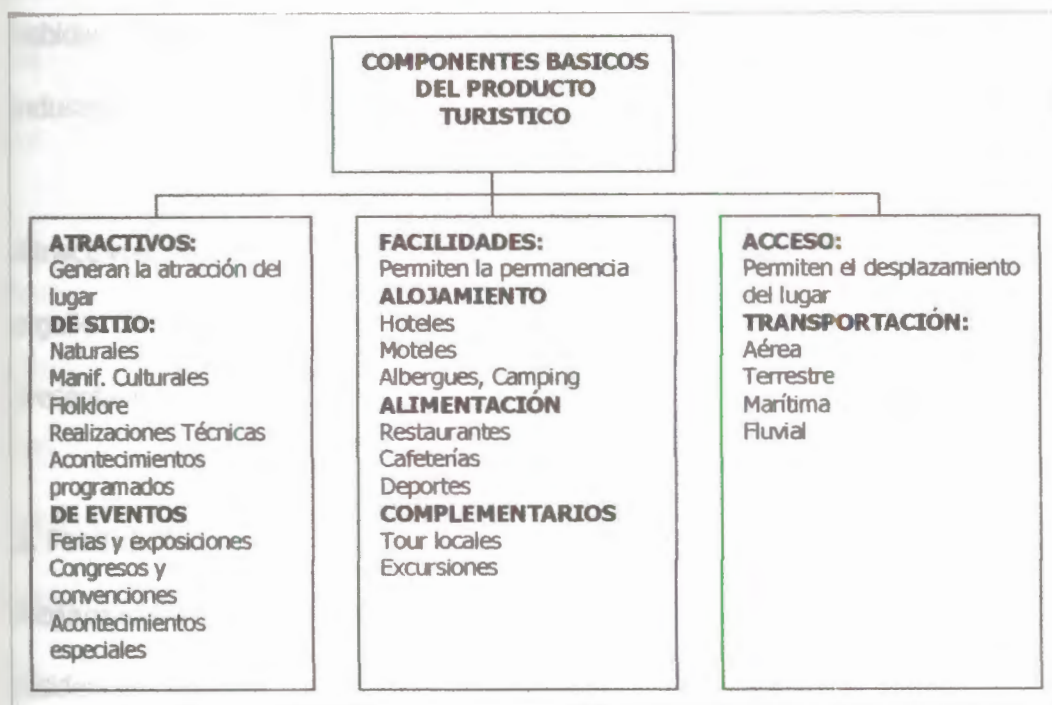 COMPONENTES BASICOS
DEL PRODUCTO
TURISTICO
ATRACTIVOS:
Generan la atracción del
lugar
DE SITIO:
Naturales
Manif. Culturales
Flolklore
Realizaciones Técnicas
Acontecimientos
programados
DE EVENTOS
Ferias y exposiciones
Congresos y
convenciones
Acontecimientos
especiales
FACILIDADES:
Permiten la permanencia
ALOJAMIENTO
Hoteles
Moteles
Albergues, Camping
ALIMENTACIÓN
Restaurantes
Cafeterías
Deportes
COMPLEMENTARIOS
Tour locales
Excursiones
ACCESO:
Permiten el desplazamiento
del lugar
TRANSPORTACIÓN:
Aérea
Terrestre
Marítima
Fluvial